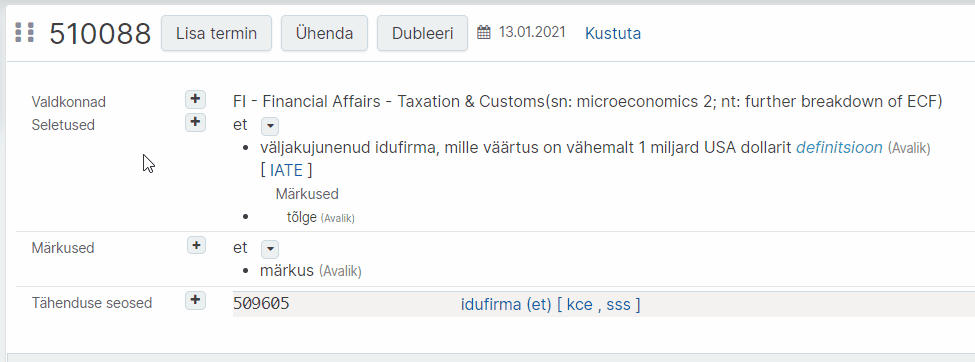 510088 Lisa termin Ühenda Dubleeri 13.01.2021 Kustuta
Valdkonnad FI - Financial Affairs - Taxation & Customs(sn: microeconomics 2; nt: further breakdown of ECF)
Seletused et
väljakujunenud idufirma, mille väärtus on vähemalt 1 miljard USA dollarit definitsioon (Avalik)
[ IATE ]
Märkused
tõlge (Avalik)
Märkused et
märkus (Avalik)
Tähenduse seosed 509605 idufirma (et) [ kce , sss ]